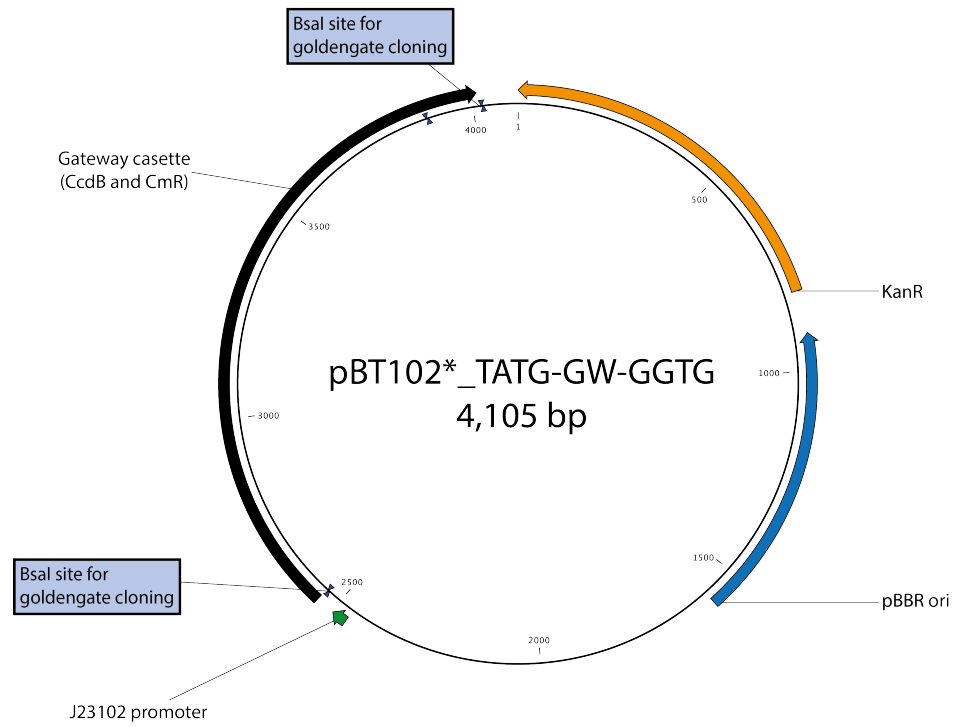 BsaI site for
goldengate cloning
4000
1
Gateway casette
(CcdB and CmR)
500
3500
KanR
pBT102*_TATG-GW-GGTG
4,105 bp
1000
3000
1500
BsaI site for
goldengate cloning
2500
pBBR ori
2000
J23102 promoter